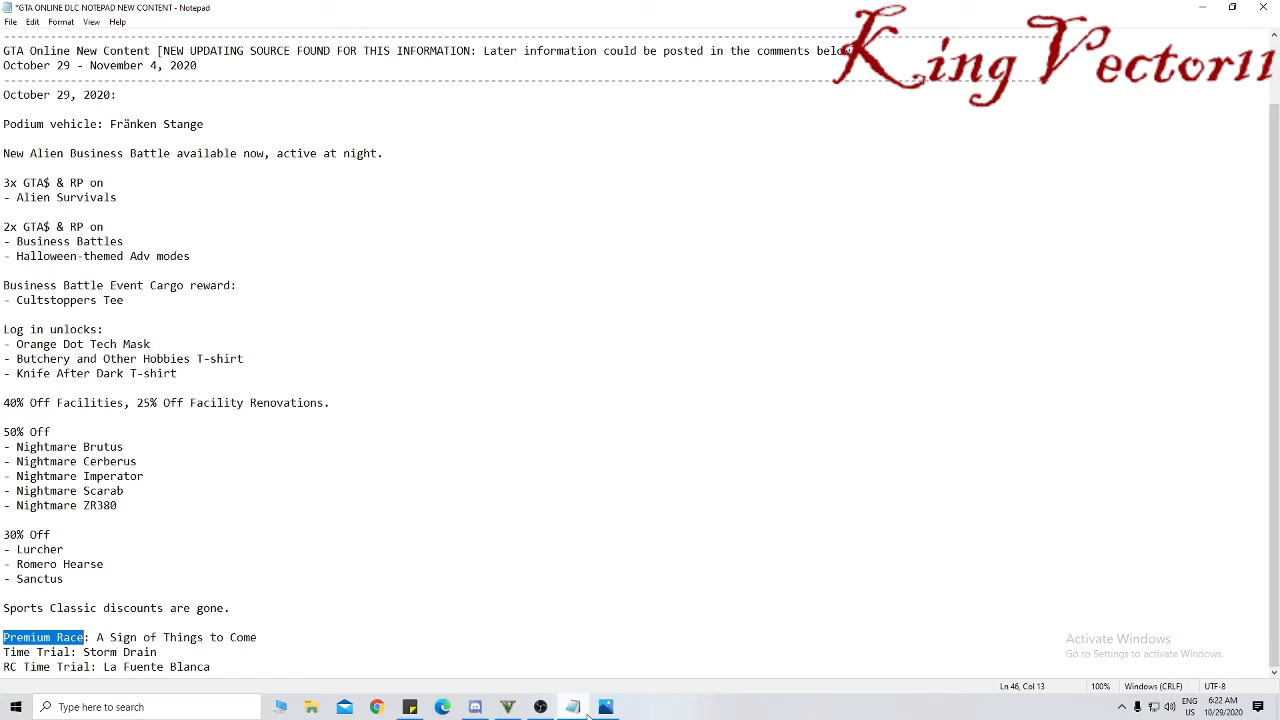 *GTA ONLINE DLC NOTEPAD NEW CONTENT - Notepad
File Edit Format View Help
GTA Online New Content [NEW UPDATING SOURCE FOUND FOR THIS INFORMATION: Later information could be posted in the comments below
KingVector11
October 29 - November 4, 2020
October 29, 2020:
Podium vehicle: Fränken Stange
New Alien Business Battle available now, active at night.
3x GTA$ & RP on
- Alien Survivals
2x GTA$ & RP on
- Business Battles
- Halloween-themed Adv modes
Business Battle Event Cargo reward:
- Cultstoppers Tee
Log in unlocks:
- Orange Dot Tech Mask
- Butchery and Other Hobbies T-shirt
- Knife After Dark T-shirt
40% Off Facilities, 25% Off Facility Renovations.
50% Off
- Nightmare Brutus
- Nightmare Cerberus
- Nightmare Imperator
- Nightmare Scarab
- Nightmare ZR380
30% Off
- Lurcher
- Romero Hearse
- Sanctus
Sports Classic discounts are gone.
Premium Race: A Sign of Things to Come
Time Trial: Storm Drain
RC Time Trial: La Fuente Blanca
Activate Windows
Go to Settings to activate Windows.
Ln 46, Col 13 100% Windows (CRLF) UTF-8
Type here to search
ENG 6:22 AM
US 10/29/2020